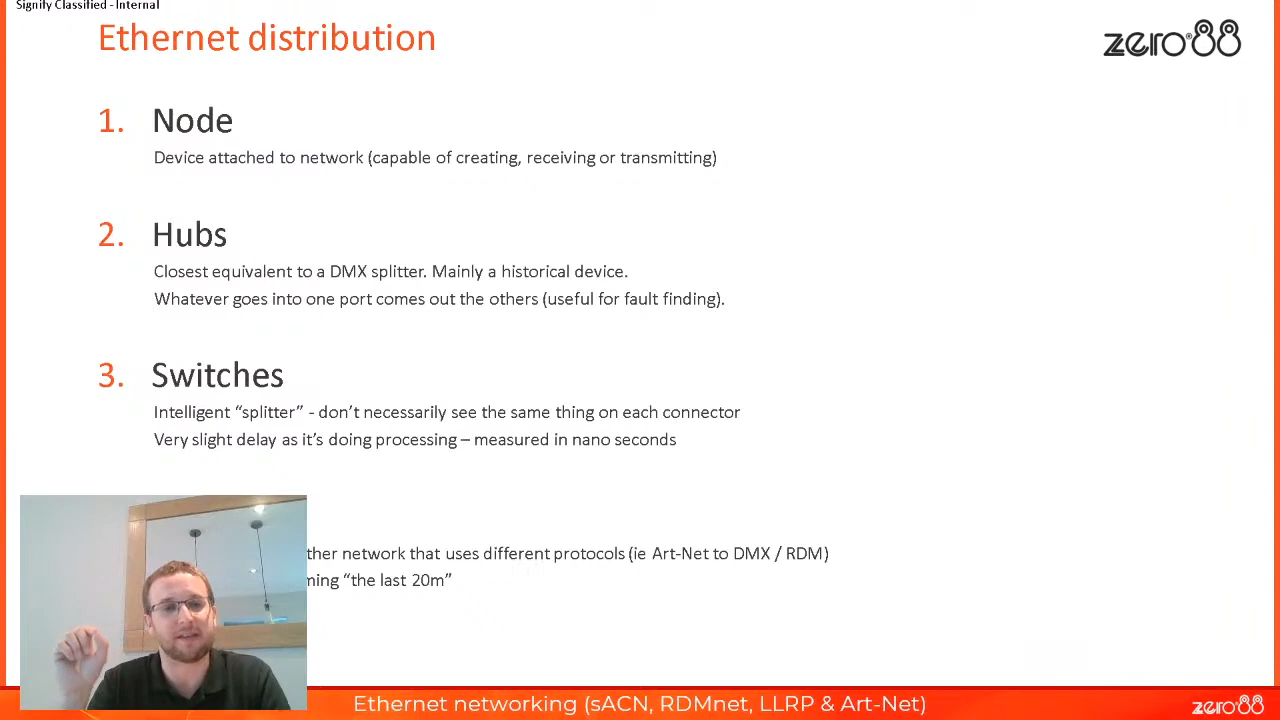 Signify Classified - Internal
Ethernet distribution
zero®88
1. Node
Device attached to network (capable of creating, receiving or transmitting)
2. Hubs
Closest equivalent to a DMX splitter. Mainly a historical device.
Whatever goes into one port comes out the others (useful for fault finding).
3. Switches
Intelligent “splitter” - don’t necessarily see the same thing on each connector
Very slight delay as it’s doing processing – measured in nano seconds
network that uses different protocols (ie Art-Net to DMX / RDM)
“the last 20m”
Ethernet networking (sACN, RDMnet, LLRP & Art-Net)
zero88